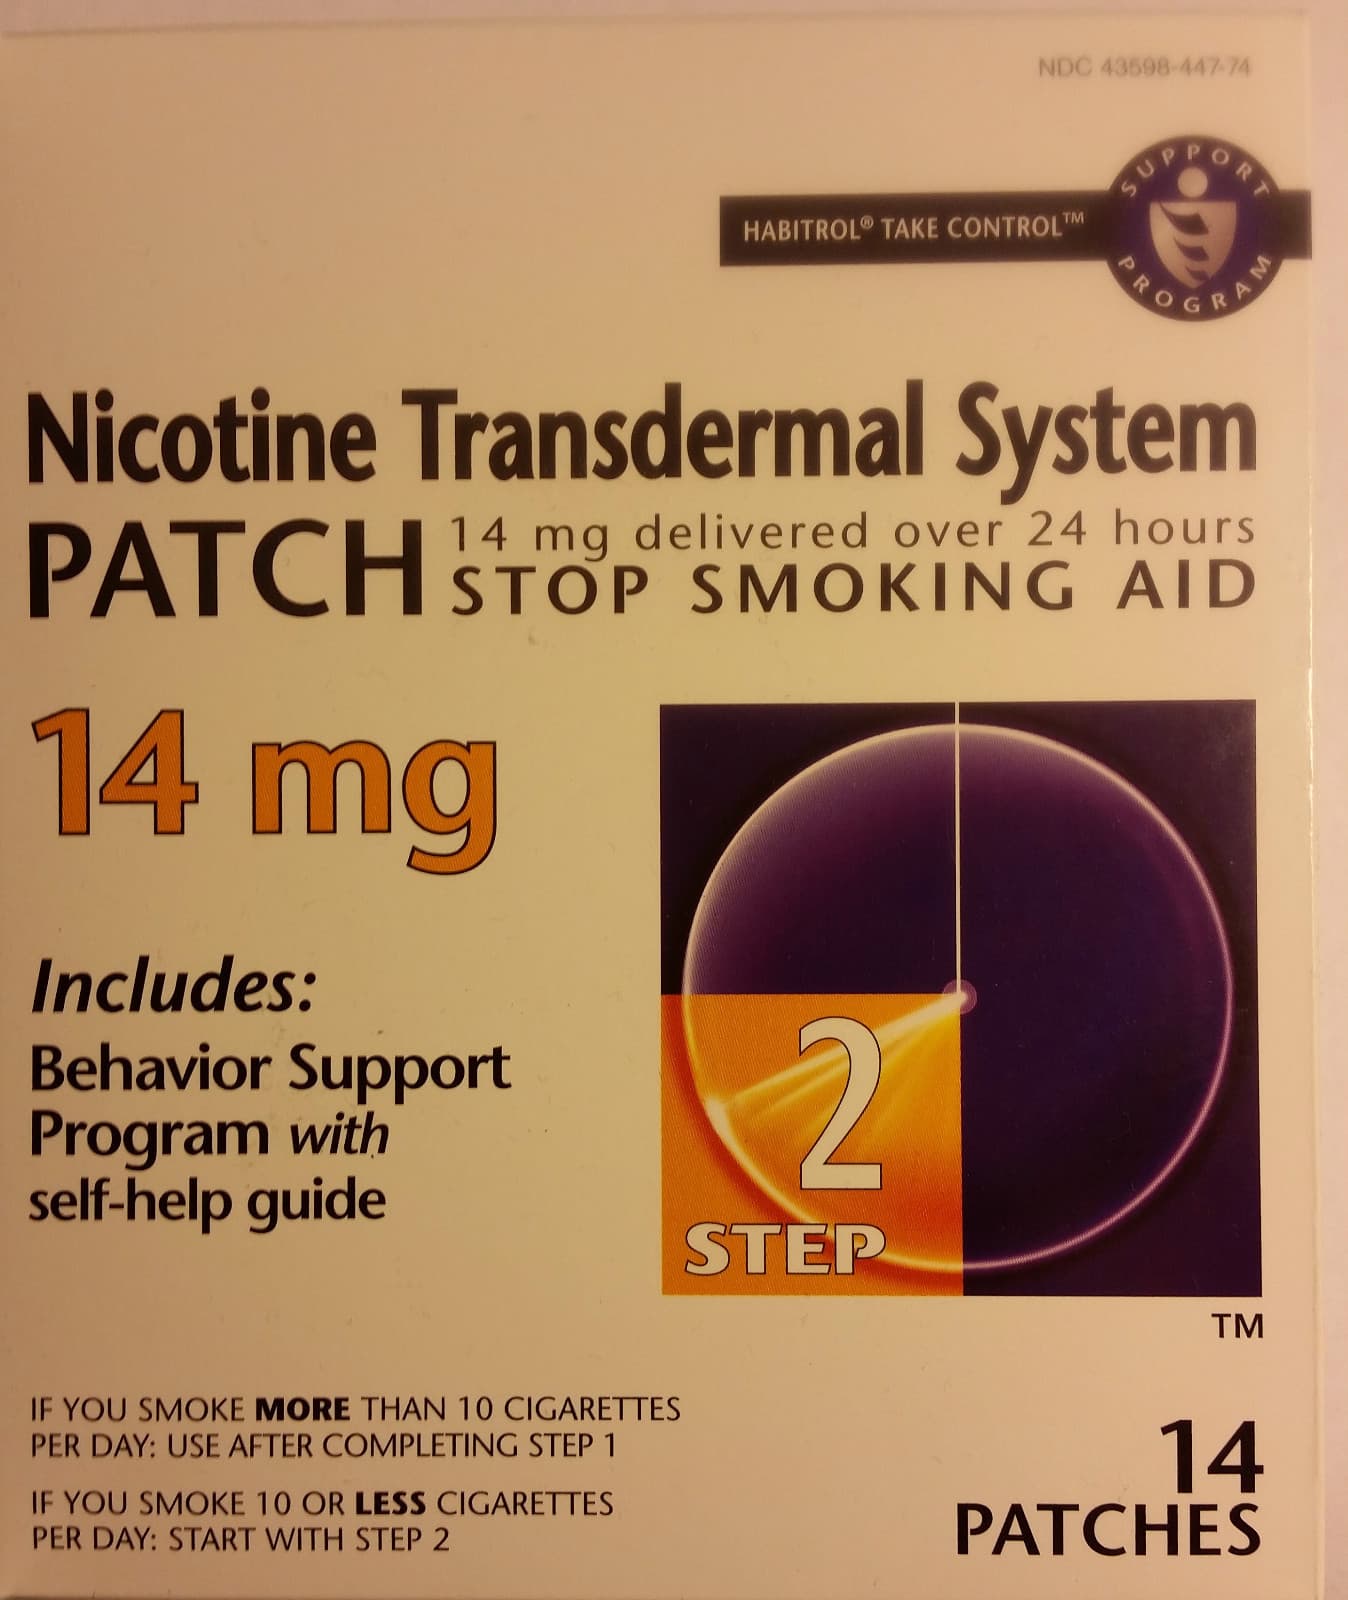 NDC 43598-447-74
SUPPORT
HABITROL® TAKE CONTROL™
PROGRAM
Nicotine Transdermal System
PATCH
14 mg delivered over 24 hours
STOP SMOKING AID
14 mg
Includes:
Behavior Support
Program with
self-help guide
2
STEP
TM
IF YOU SMOKE MORE THAN 10 CIGARETTES
PER DAY: USE AFTER COMPLETING STEP 1
IF YOU SMOKE 10 OR LESS CIGARETTES
PER DAY: START WITH STEP 2
14
PATCHES